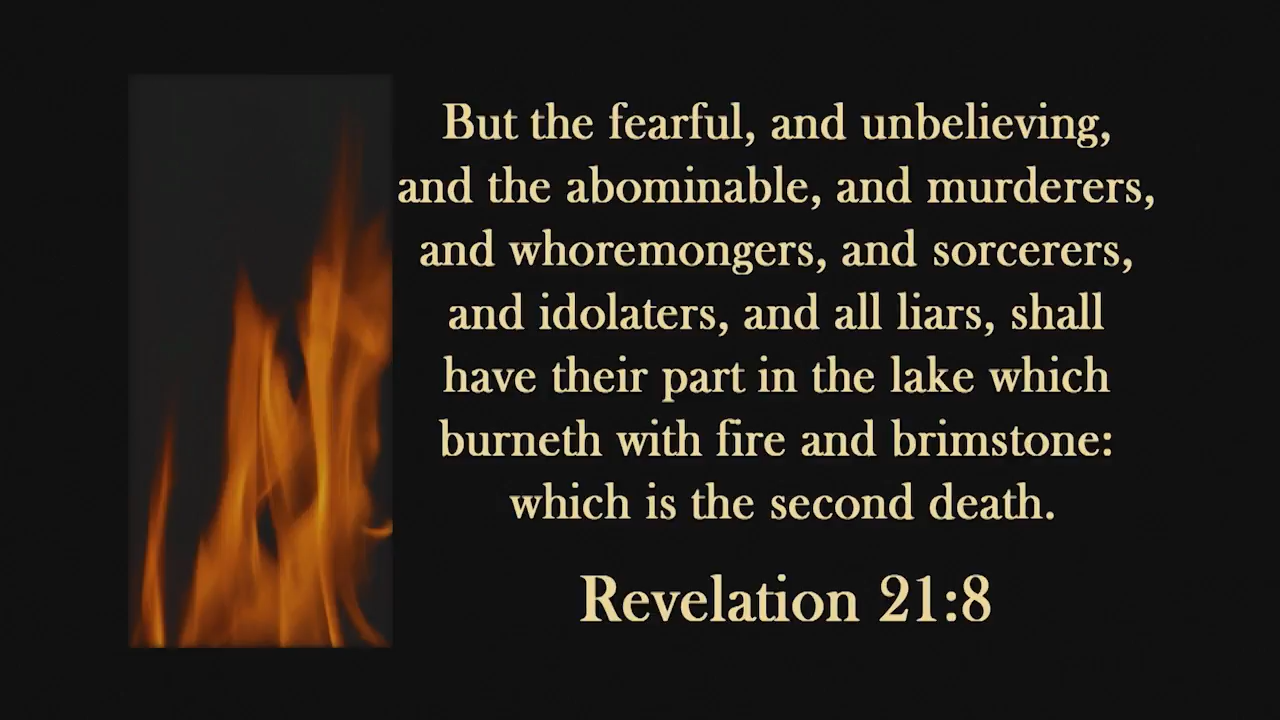 But the fearful, and unbelieving,
and the abominable, and murderers,
and whoremongers, and sorcerers,
and idolaters, and all liars, shall
have their part in the lake which
burneth with fire and brimstone:
which is the second death.
Revelation 21:8